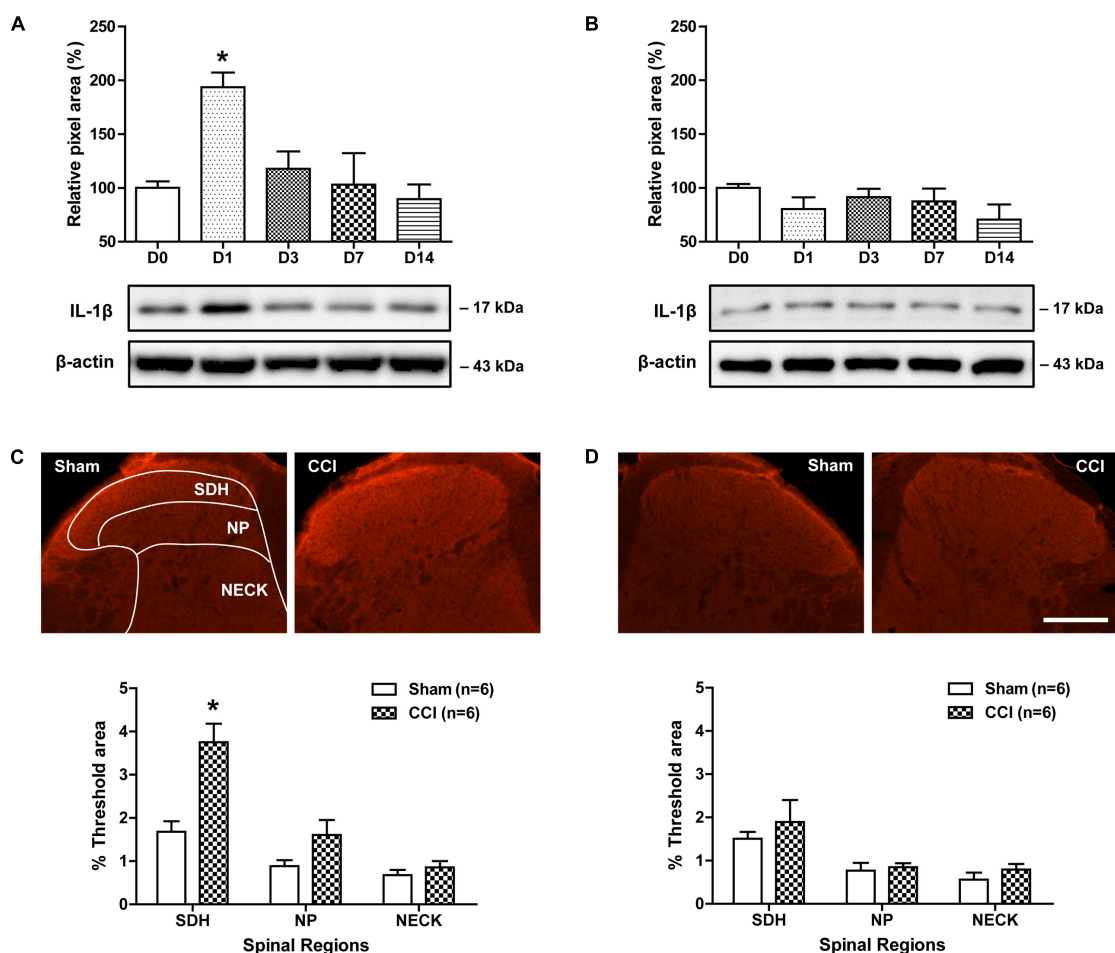 A
Relative pixel area (%)
250
200
150
100
50
*
D0 D1 D3 D7 D14
IL-1β
– 17 kDa
β-actin
– 43 kDa
B
Relative pixel area (%)
250
200
150
100
50
D0 D1 D3 D7 D14
IL-1β
– 17 kDa
β-actin
– 43 kDa
C
Sham
SDH
NP
NECK
CCI
% Threshold area
5
4
3
2
1
0
*
Sham (n=6)
CCI (n=6)
SDH NP NECK
Spinal Regions
D
Sham
CCI
% Threshold area
5
4
3
2
1
0
Sham (n=6)
CCI (n=6)
SDH NP NECK
Spinal Regions